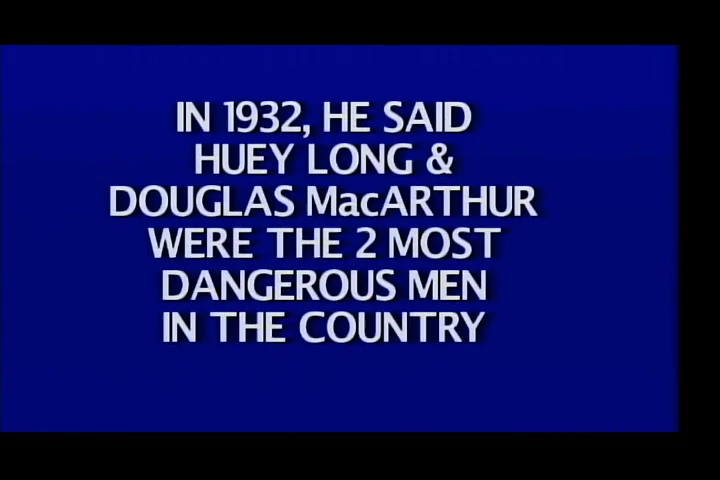 IN 1932, HE SAID
HUEY LONG &
DOUGLAS MacARTHUR
WERE THE 2 MOST
DANGEROUS MEN
IN THE COUNTRY